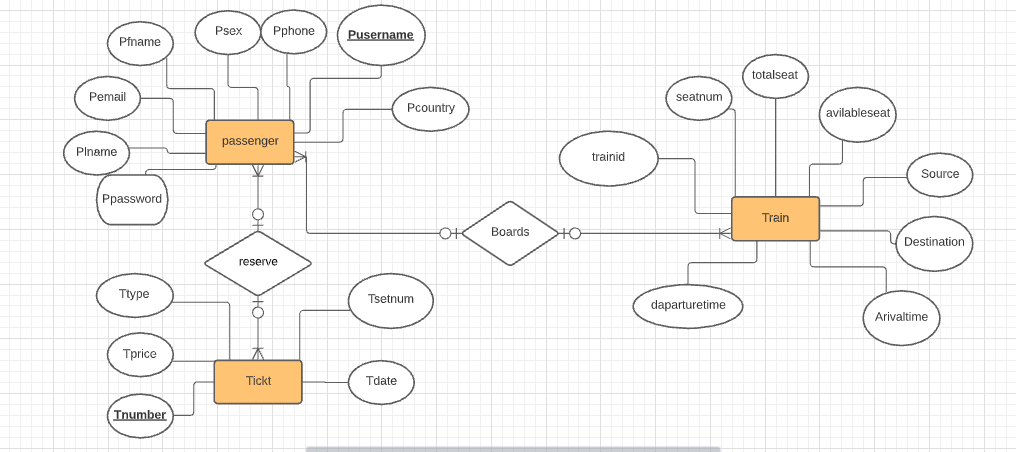 Pfname
Psex
Pphone
Pusername
Pemail
Pcountry
Plname
Ppassword
passenger
totalseat
seatnum
avilableseat
trainid
Source
Train
Destination
Boards
reserve
daparturetime
Arivaltime
Ttype
Tsetnum
Tprice
Tickt
Tdate
Tnumber